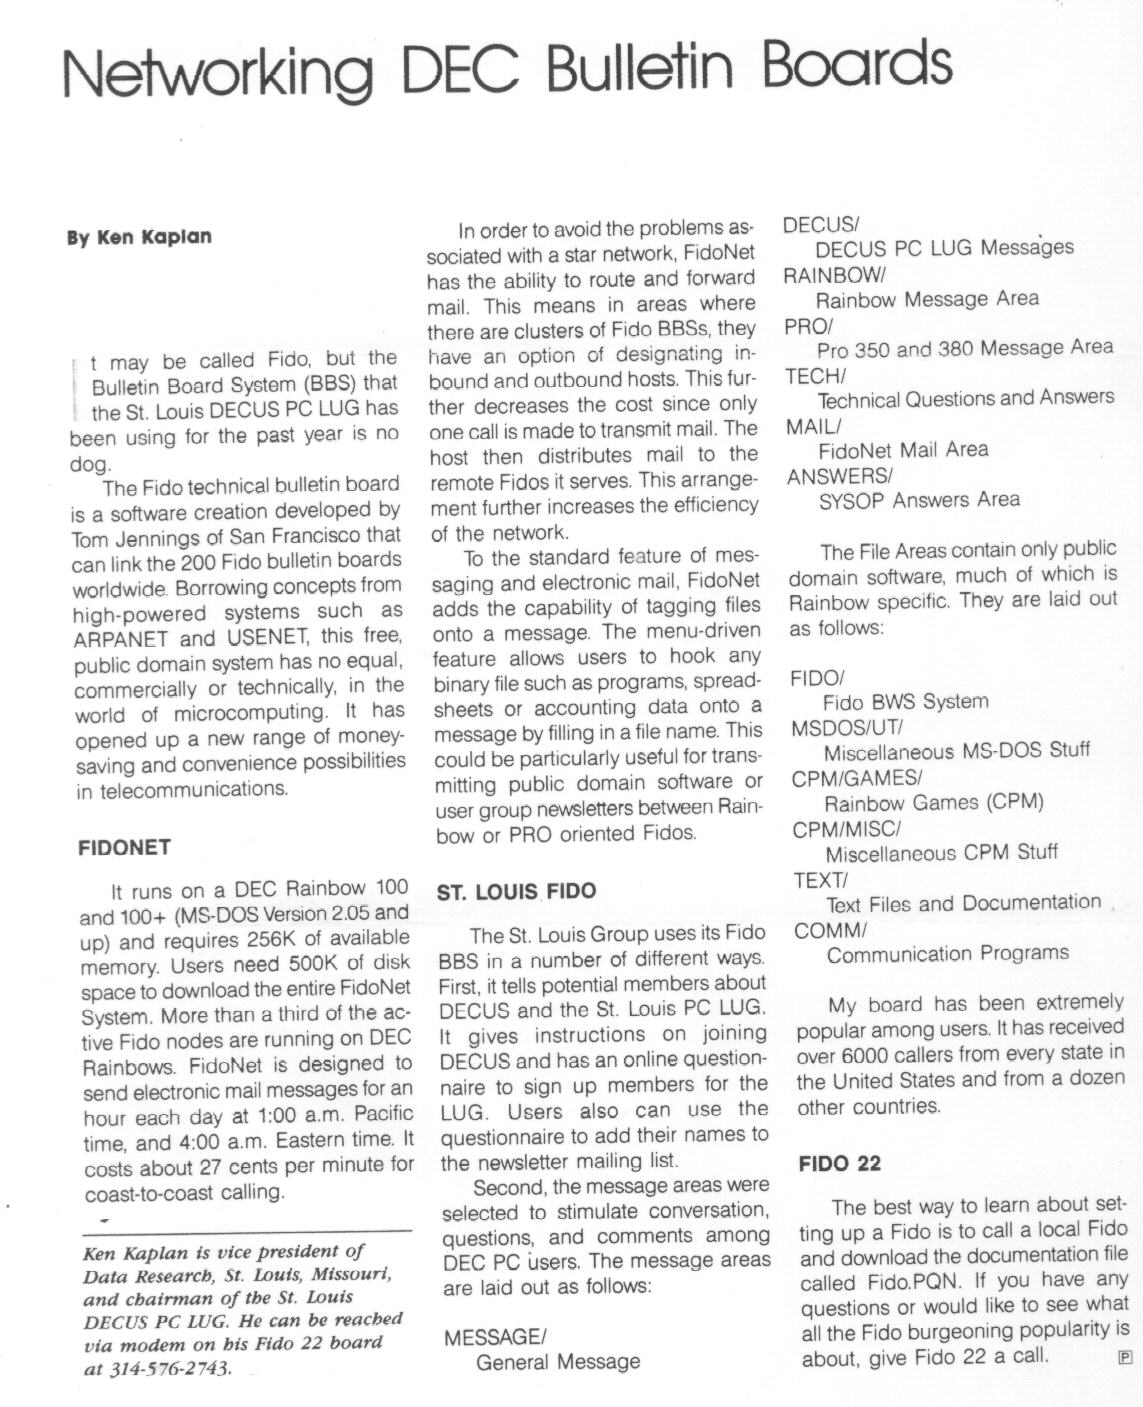 Networking DEC Bulletin Boards
By Ken Kaplan
It may be called Fido, but the
Bulletin Board System (BBS) that
the St. Louis DECUS PC LUG has
been using for the past year is no
dog.
The Fido technical bulletin board
is a software creation developed by
Tom Jennings of San Francisco that
can link the 200 Fido bulletin boards
worldwide. Borrowing concepts from
high-powered systems such as
ARPANET and USENET, this free,
public domain system has no equal,
commercially or technically, in the
world of microcomputing. It has
opened up a new range of money-
saving and convenience possibilities
in telecommunications.
FIDONET
It runs on a DEC Rainbow 100
and 100+ (MS-DOS Version 2.05 and
up) and requires 256K of available
memory. Users need 500K of disk
space to download the entire FidoNet
System. More than a third of the ac-
tive Fido nodes are running on DEC
Rainbows. FidoNet is designed to
send electronic mail messages for an
hour each day at 1:00 a.m. Pacific
time, and 4:00 a.m. Eastern time. It
costs about 27 cents per minute for
coast-to-coast calling.
Ken Kaplan is vice president of
Data Research, St. Louis, Missouri,
and chairman of the St. Louis
DECUS PC LUG. He can be reached
via modem on his Fido 22 board
at 314-576-2743.
In order to avoid the problems as-
sociated with a star network, FidoNet
has the ability to route and forward
mail. This means in areas where
there are clusters of Fido BBSs, they
have an option of designating in-
bound and outbound hosts. This fur-
ther decreases the cost since only
one call is made to transmit mail. The
host then distributes mail to the
remote Fidos it serves. This arrange-
ment further increases the efficiency
of the network.
To the standard feature of mes-
saging and electronic mail, FidoNet
adds the capability of tagging files
onto a message. The menu-driven
feature allows users to hook any
binary file such as programs, spread-
sheets or accounting data onto a
message by filling in a file name. This
could be particularly useful for trans-
mitting public domain software or
user group newsletters between Rain-
bow or PRO oriented Fidos.
ST. LOUIS FIDO
The St. Louis Group uses its Fido
BBS in a number of different ways.
First, it tells potential members about
DECUS and the St. Louis PC LUG.
It gives instructions on joining
DECUS and has an online question-
naire to sign up members for the
LUG. Users also can use the
questionnaire to add their names to
the newsletter mailing list.
Second, the message areas were
selected to stimulate conversation,
questions, and comments among
DEC PC users. The message areas
are laid out as follows:
MESSAGE/
General Message
DECUS/
DECUS PC LUG Messages
RAINBOW/
Rainbow Message Area
PRO/
Pro 350 and 380 Message Area
TECH/
Technical Questions and Answers
MAIL/
FidoNet Mail Area
ANSWERS/
SYSOP Answers Area
The File Areas contain only public
domain software, much of which is
Rainbow specific. They are laid out
as follows:
FIDO/
Fido BWS System
MSDOS/UT/
Miscellaneous MS-DOS Stuff
CPM/GAMES/
Rainbow Games (CPM)
CPM/MISC/
Miscellaneous CPM Stuff
TEXT/
Text Files and Documentation
COMM/
Communication Programs
My board has been extremely
popular among users. It has received
over 6000 callers from every state in
the United States and from a dozen
other countries.
FIDO 22
The best way to learn about set-
ting up a Fido is to call a local Fido
and download the documentation file
called Fido.PQN. If you have any
questions or would like to see what
all the Fido burgeoning popularity is
about, give Fido 22 a call. P